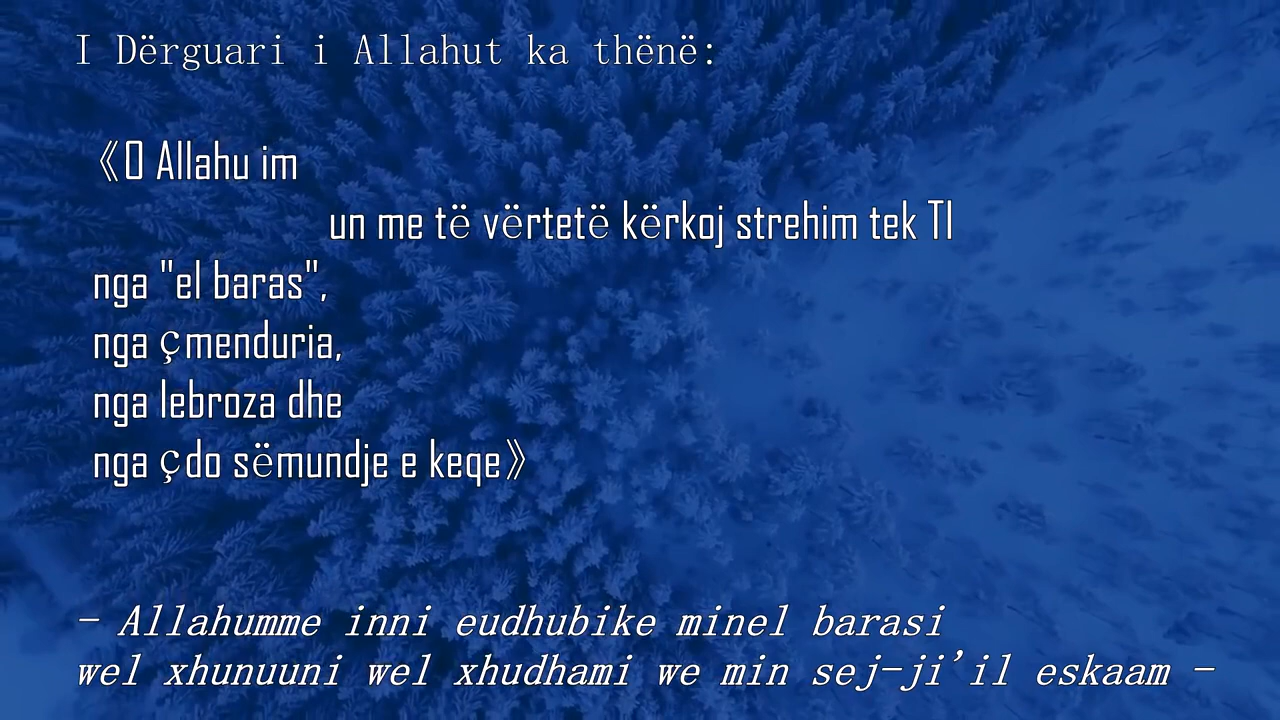 I Dërguari i Allahut ka thënë:
《O Allahu im
un me të vërtetë kërkoj strehim tek TI
nga "el baras",
nga çmenduria,
nga lebroza dhe
nga çdo sëmundje e keqe》
- Allahumme inni eudhubike minel barasi
wel xhunuuni wel xhudhami we min sej-ji'il eskaam -